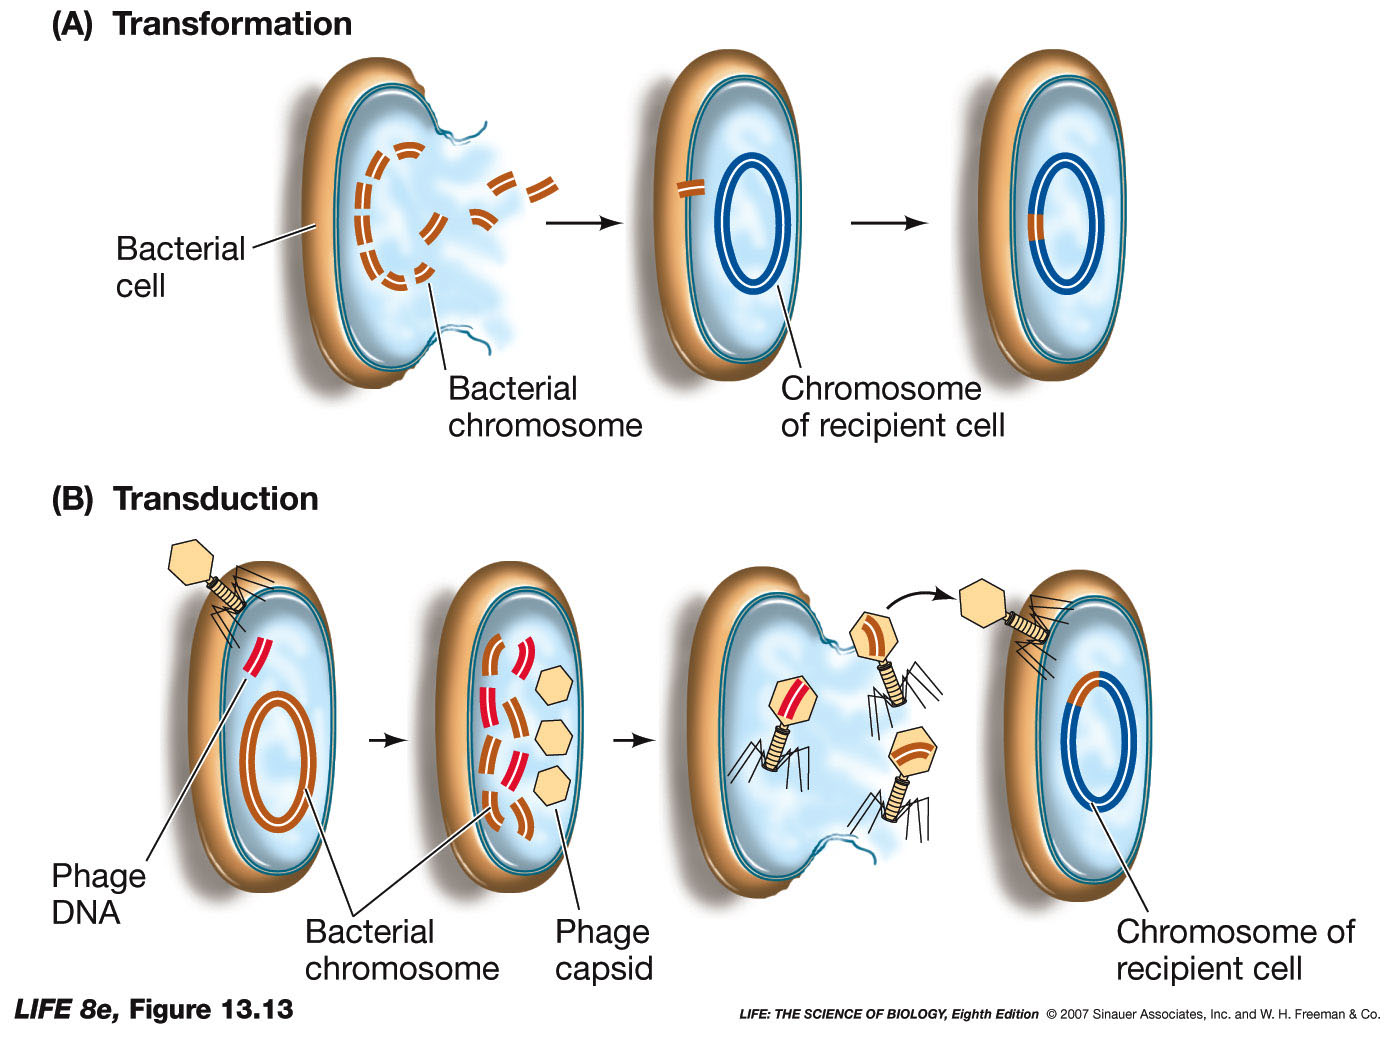 (A) Transformation
Bacterial
cell
Bacterial
chromosome
Chromosome
of recipient cell
(B) Transduction
Phage
DNA
Bacterial
chromosome
Phage
capsid
Chromosome of
recipient cell
LIFE 8e, Figure 13.13
LIFE: THE SCIENCE OF BIOLOGY, Eighth Edition © 2007 Sinauer Associates, Inc. and W. H. Freeman & Co.